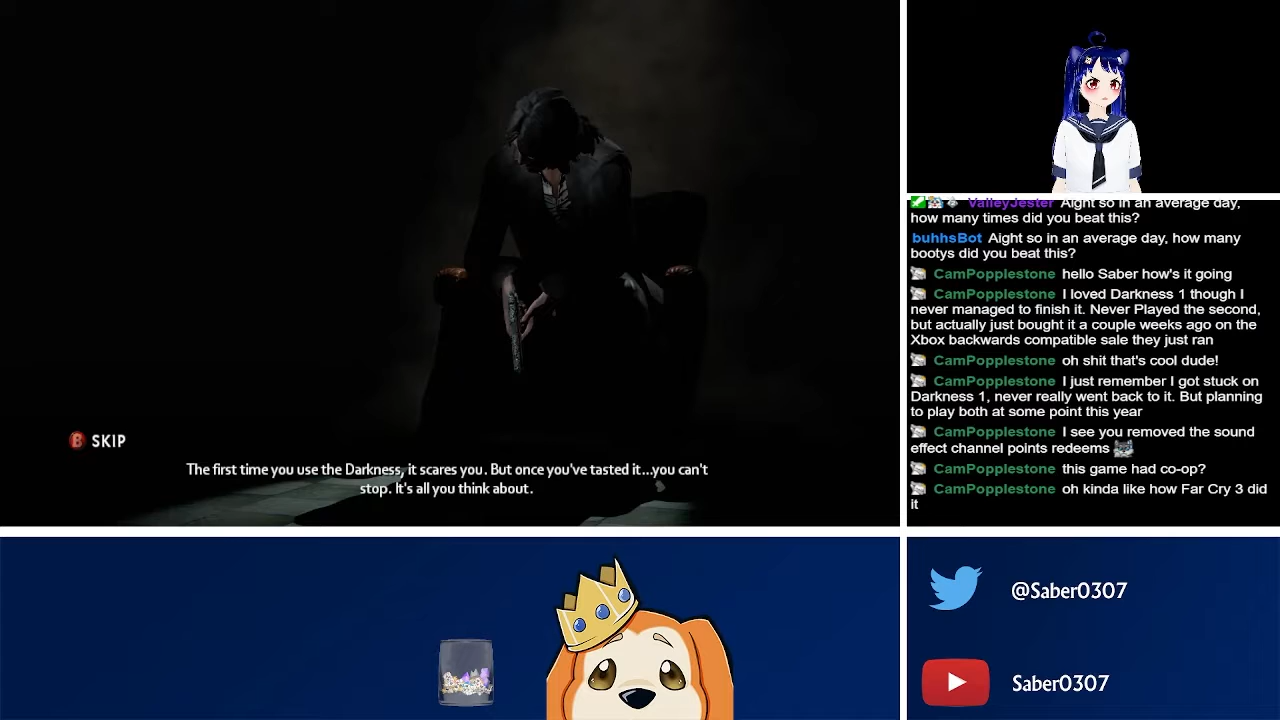 B SKIP
The first time you use the Darkness, it scares you. But once you've tasted it...you can't
stop. It's all you think about.
ValleyJester Aight so in an average day,
how many times did you beat this?
buhhsBot Aight so in an average day, how many
bootys did you beat this?
CamPopplestone hello Saber how's it going
CamPopplestone I loved Darkness 1 though I
never managed to finish it. Never Played the second,
but actually just bought it a couple weeks ago on the
Xbox backwards compatible sale they just ran
CamPopplestone oh shit that's cool dude!
CamPopplestone I just remember I got stuck on
Darkness 1, never really went back to it. But planning
to play both at some point this year
CamPopplestone I see you removed the sound
effect channel points redeems
CamPopplestone this game had co-op?
CamPopplestone oh kinda like how Far Cry 3 did
it
@Saber0307
Saber0307